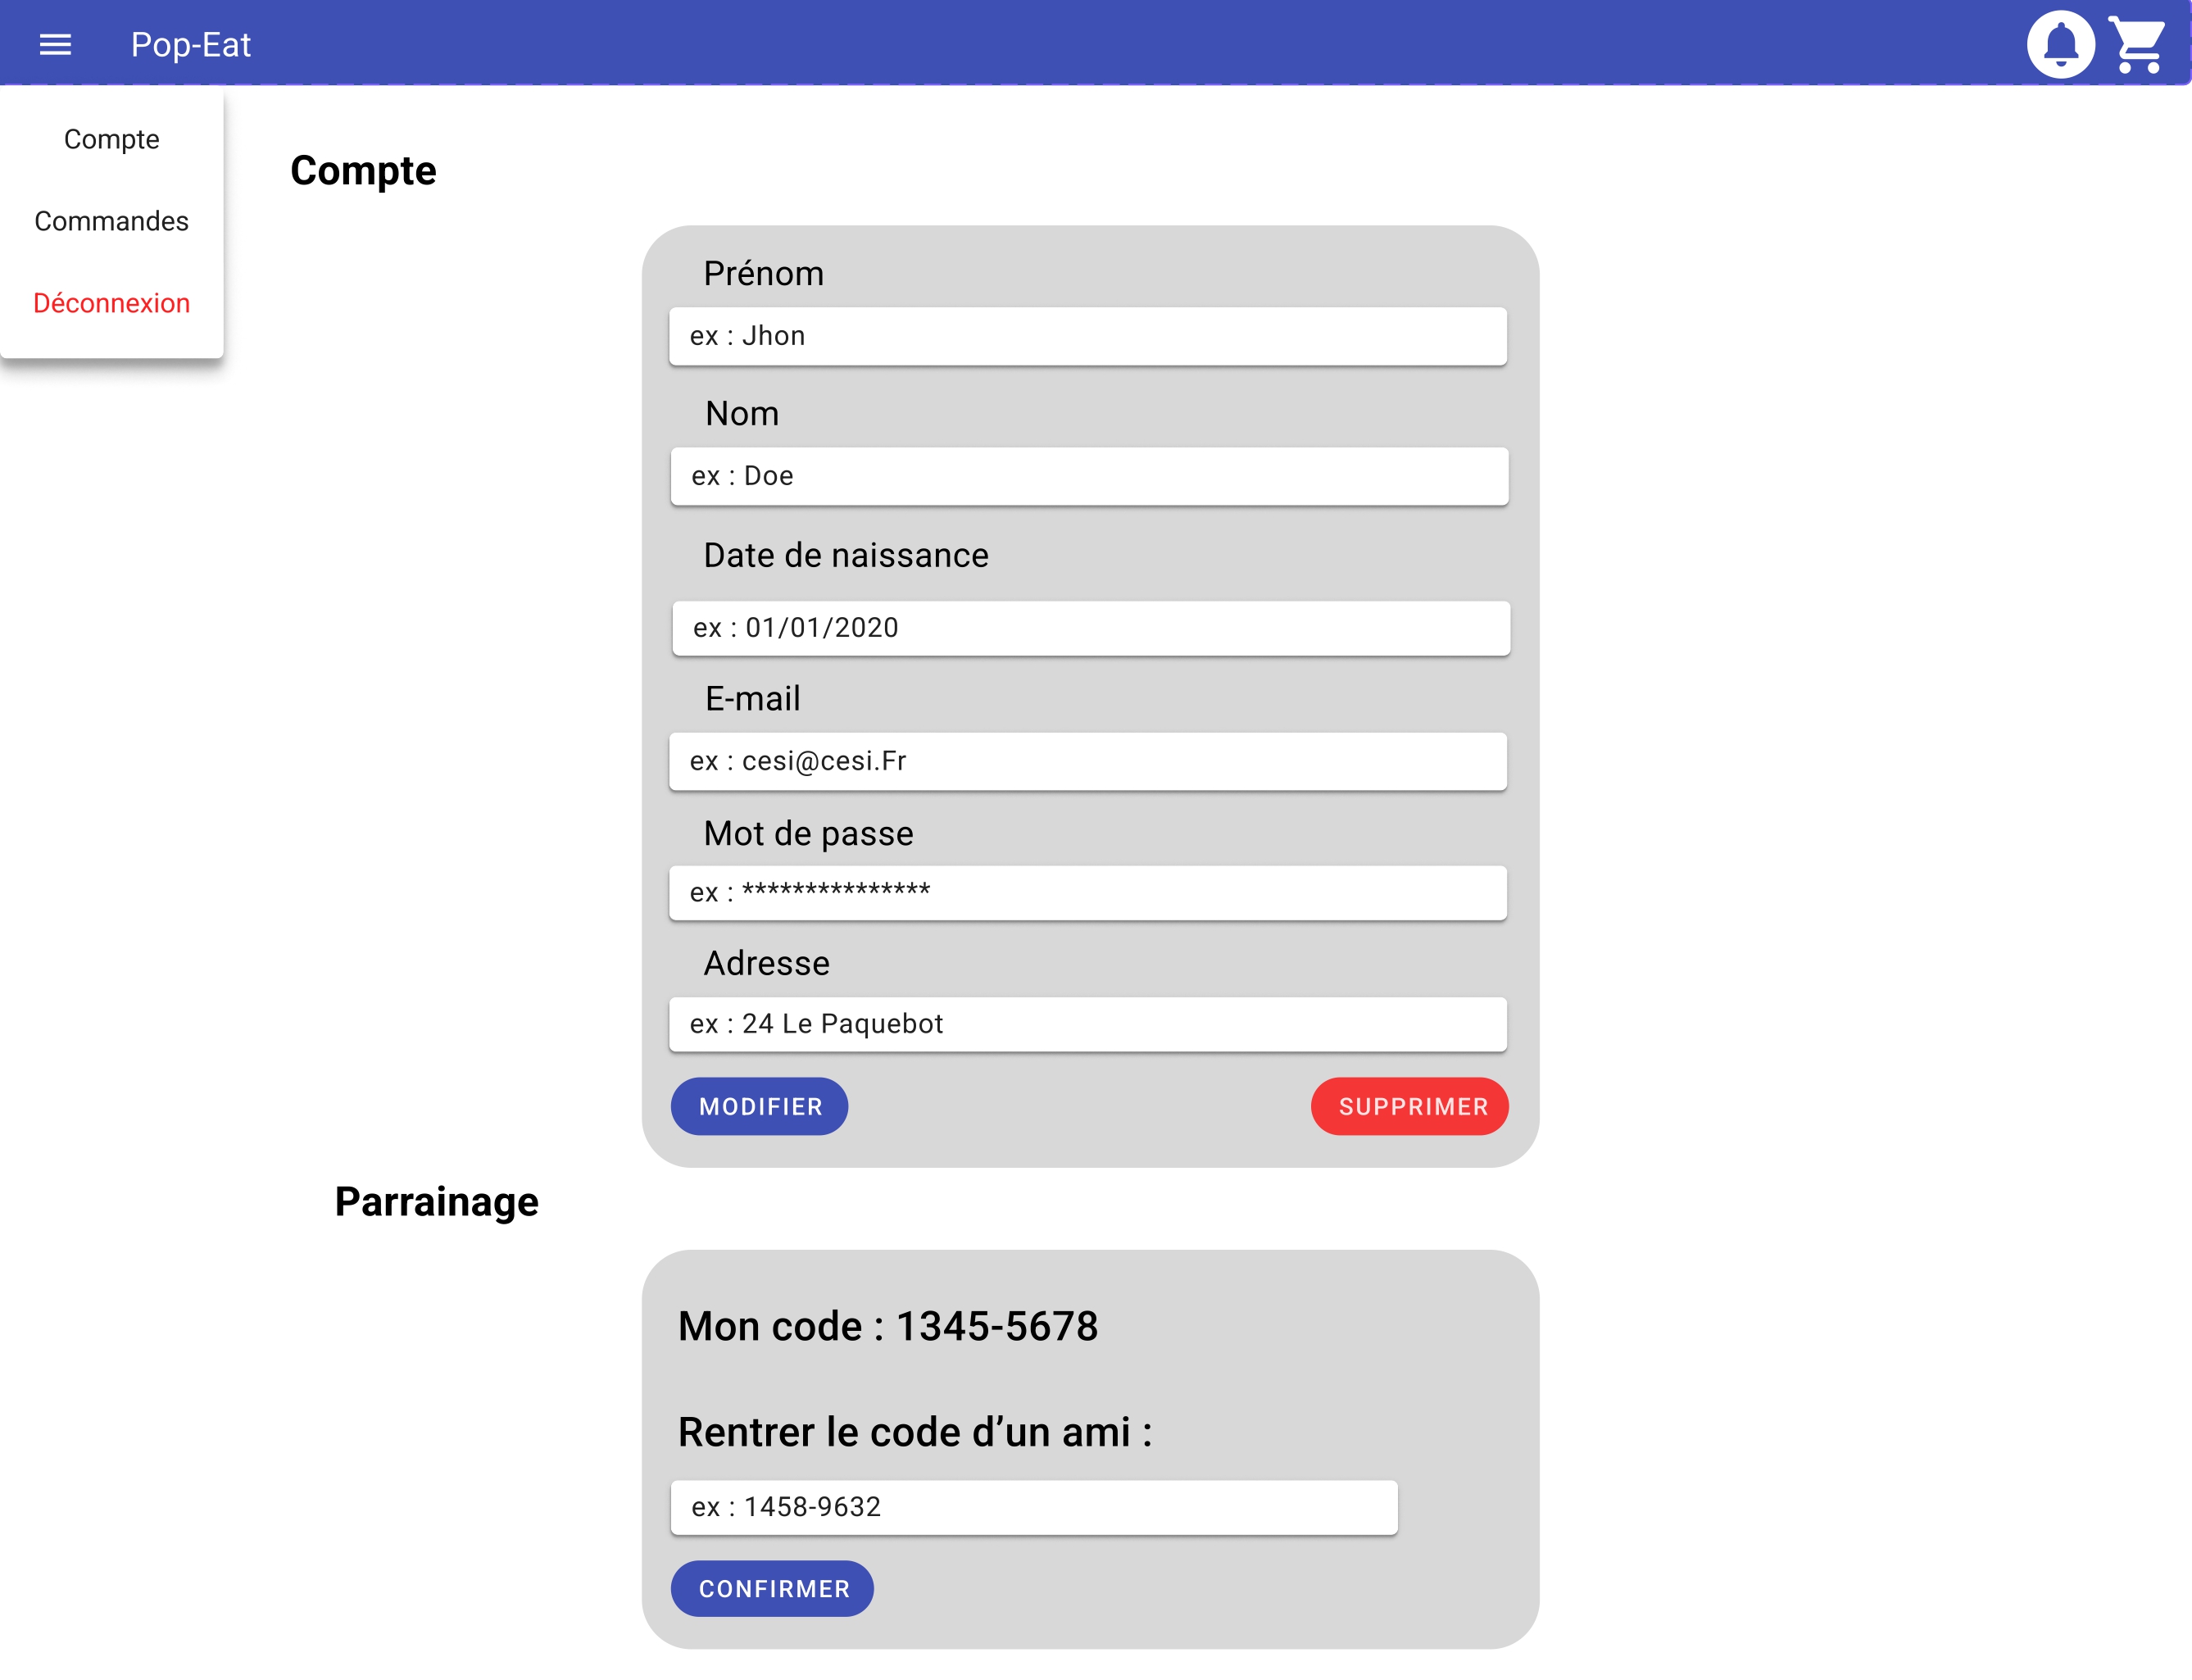 Pop-Eat
Compte
Commandes
Déconnexion
Compte
Prénom
ex : Jhon
Nom
ex : Doe
Date de naissance
ex : 01/01/2020
E-mail
ex : cesi@cesi.Fr
Mot de passe
ex : ***************
Adresse
ex : 24 Le Paquebot
MODIFIER
SUPPRIMER
Parrainage
Mon code : 1345-5678
Rentrer le code d’un ami :
ex : 1458-9632
CONFIRMER